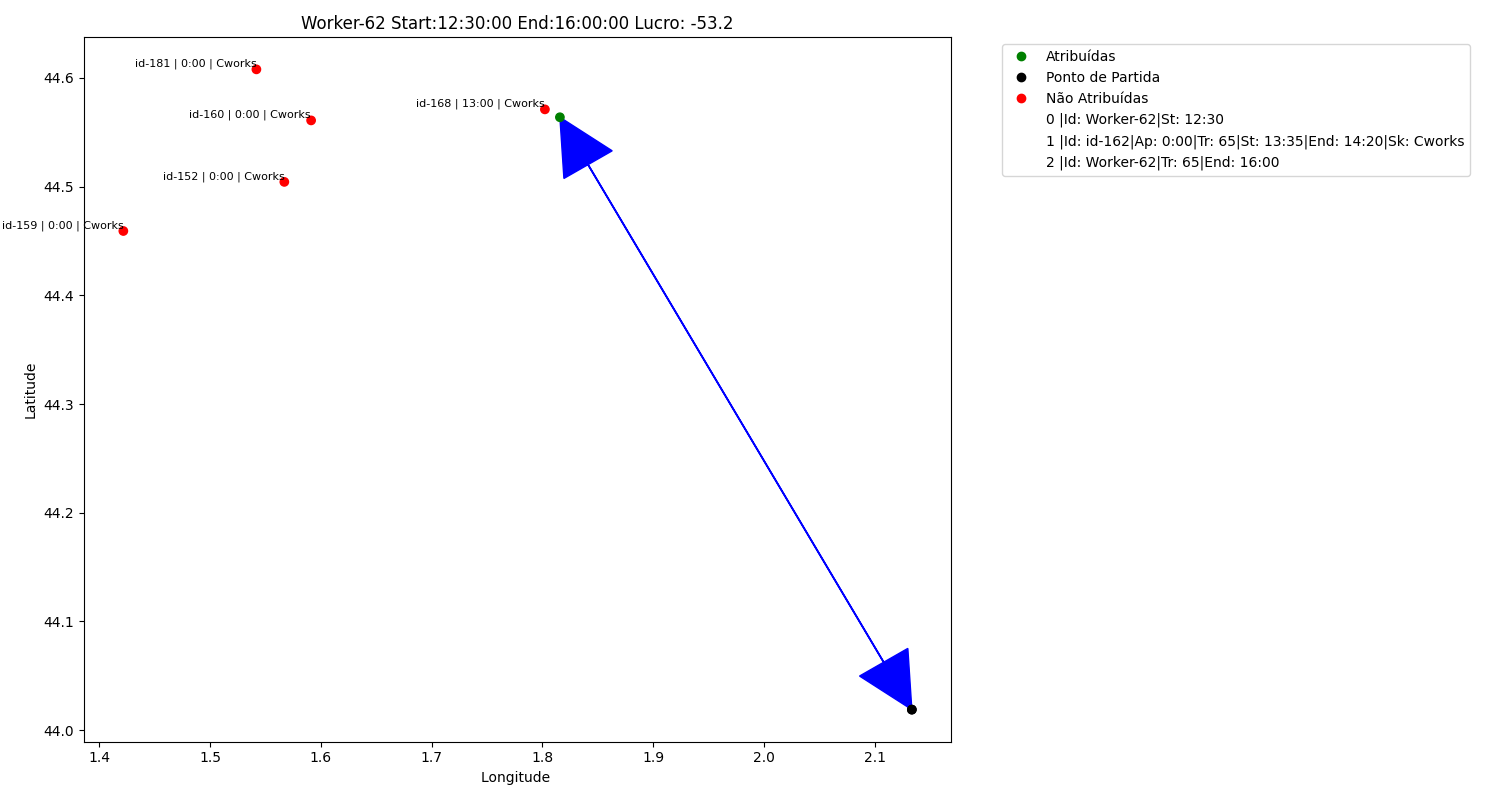 Worker-62 Start:12:30:00 End:16:00:00 Lucro: -53.2
44.6
44.5
44.4
44.3
44.2
44.1
44.0
Latitude
id-181 | 0:00 | Cworks
id-168 | 13:00 | Cworks
id-160 | 0:00 | Cworks
id-152 | 0:00 | Cworks
id-159 | 0:00 | Cworks
1.4
1.5
1.6
1.7
1.8
1.9
2.0
2.1
Longitude
Atribuídas
Ponto de Partida
Não Atribuídas
0 |Id: Worker-62|St: 12:30
1 |Id: id-162|Ap: 0:00|Tr: 65|St: 13:35|End: 14:20|Sk: Cworks
2 |Id: Worker-62|Tr: 65|End: 16:00